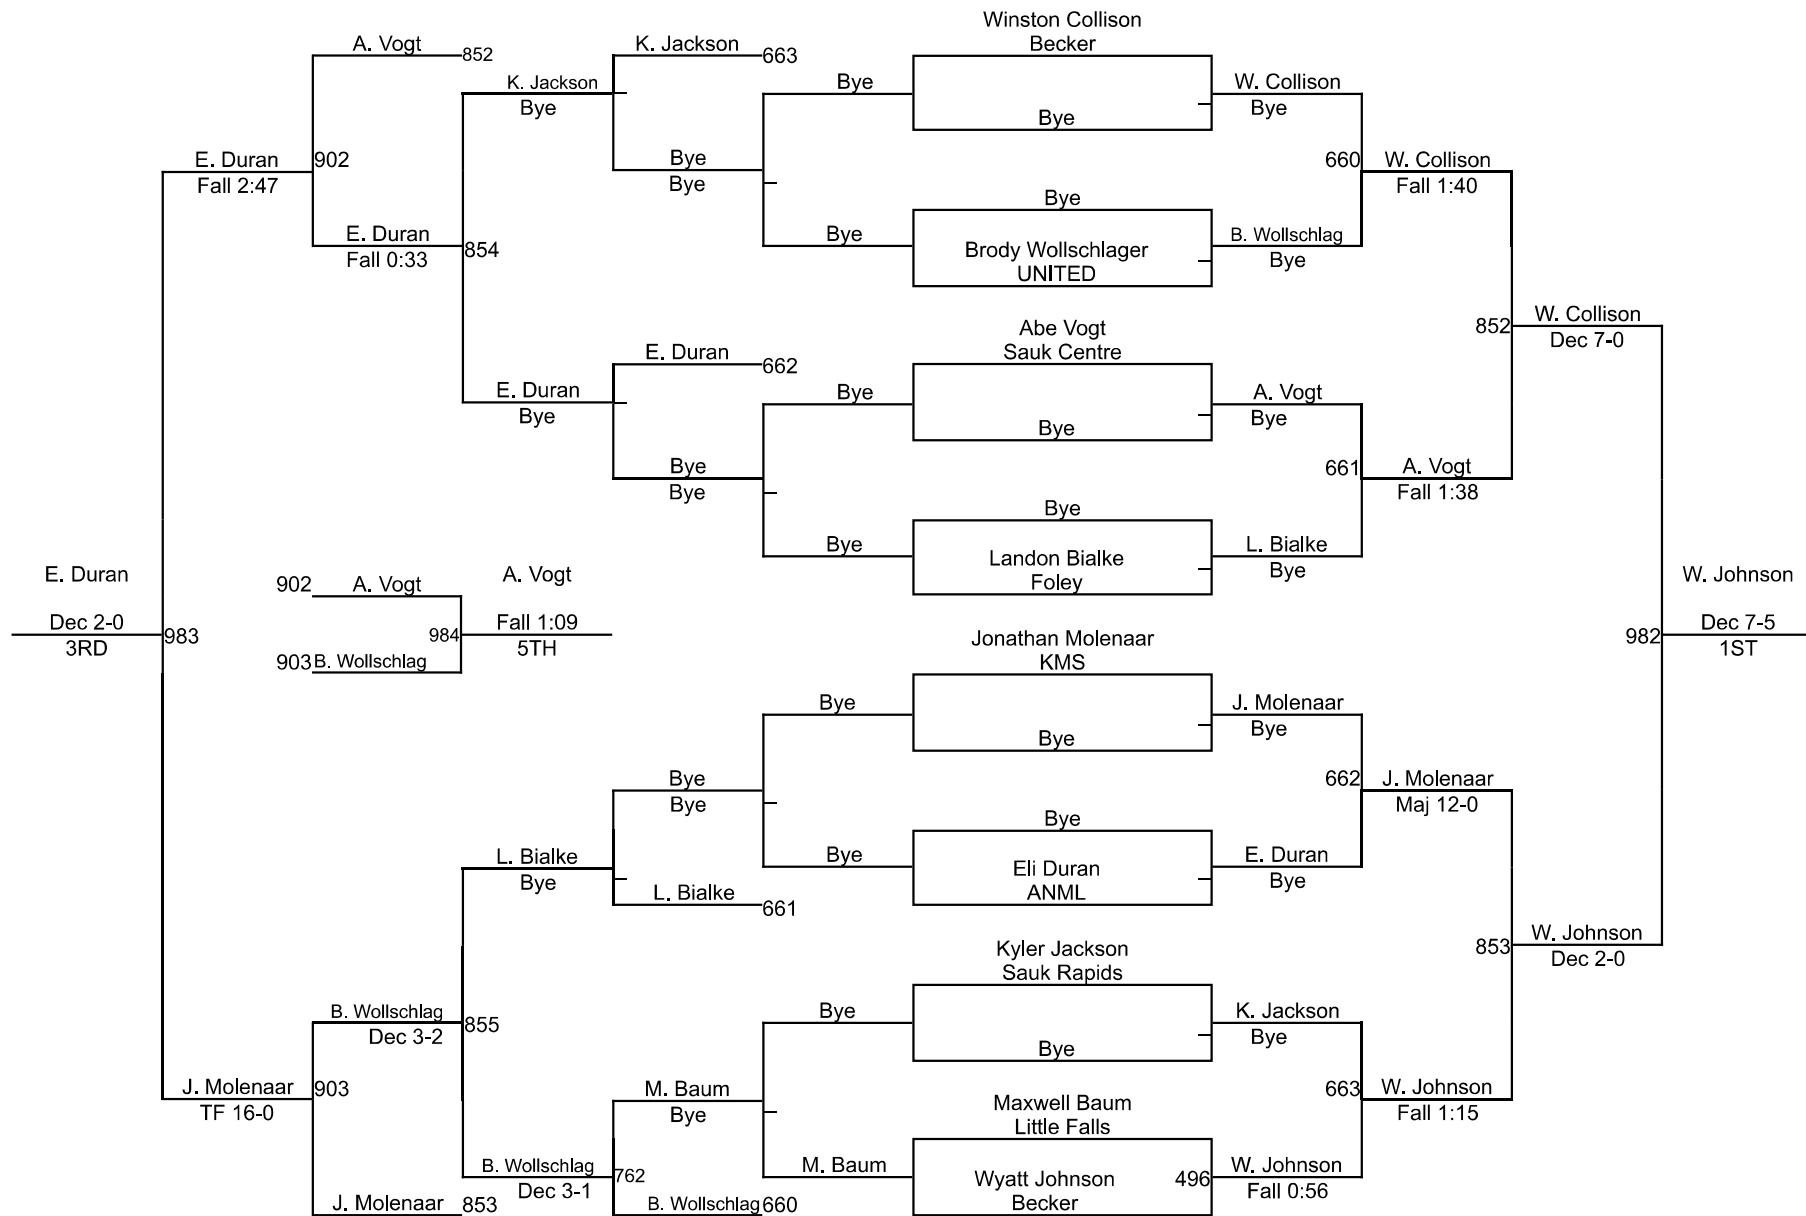 Winston Collison
Becker
A. Vogt
852
K. Jackson
663
K. Jackson
Bye
Bye
Bye
W. Collison
Bye
E. Duran
902
Fall 2:47
Bye
Bye
660
W. Collison
Fall 1:40
E. Duran
854
Fall 0:33
Bye
Bye
Brody Wollschlager
UNITED
B. Wollschlag
Bye
Abe Vogt
Sauk Centre
852
W. Collison
Dec 7-0
E. Duran
662
E. Duran
Bye
Bye
Bye
A. Vogt
Bye
Bye
Bye
661
A. Vogt
Fall 1:38
Bye
Bye
Landon Bialke
Foley
L. Bialke
Bye
E. Duran
Dec 2-0
3RD
983
902
A. Vogt
903
B. Wollschlag
984
A. Vogt
Fall 1:09
5TH
W. Johnson
982
Dec 7-5
1ST
Jonathan Molenaar
KMS
Bye
Bye
J. Molenaar
Bye
Bye
Bye
662
J. Molenaar
Maj 12-0
L. Bialke
Bye
Bye
Bye
Eli Duran
ANML
E. Duran
Bye
L. Bialke
661
Kyler Jackson
Sauk Rapids
853
W. Johnson
Dec 2-0
B. Wollschlag
855
Dec 3-2
Bye
Bye
K. Jackson
Bye
J. Molenaar
903
TF 16-0
M. Baum
Bye
Maxwell Baum
Little Falls
663
W. Johnson
Fall 1:15
B. Wollschlag
762
Dec 3-1
M. Baum
Wyatt Johnson
496
Becker
W. Johnson
Fall 0:56
J. Molenaar
853
B. Wollschlag
660